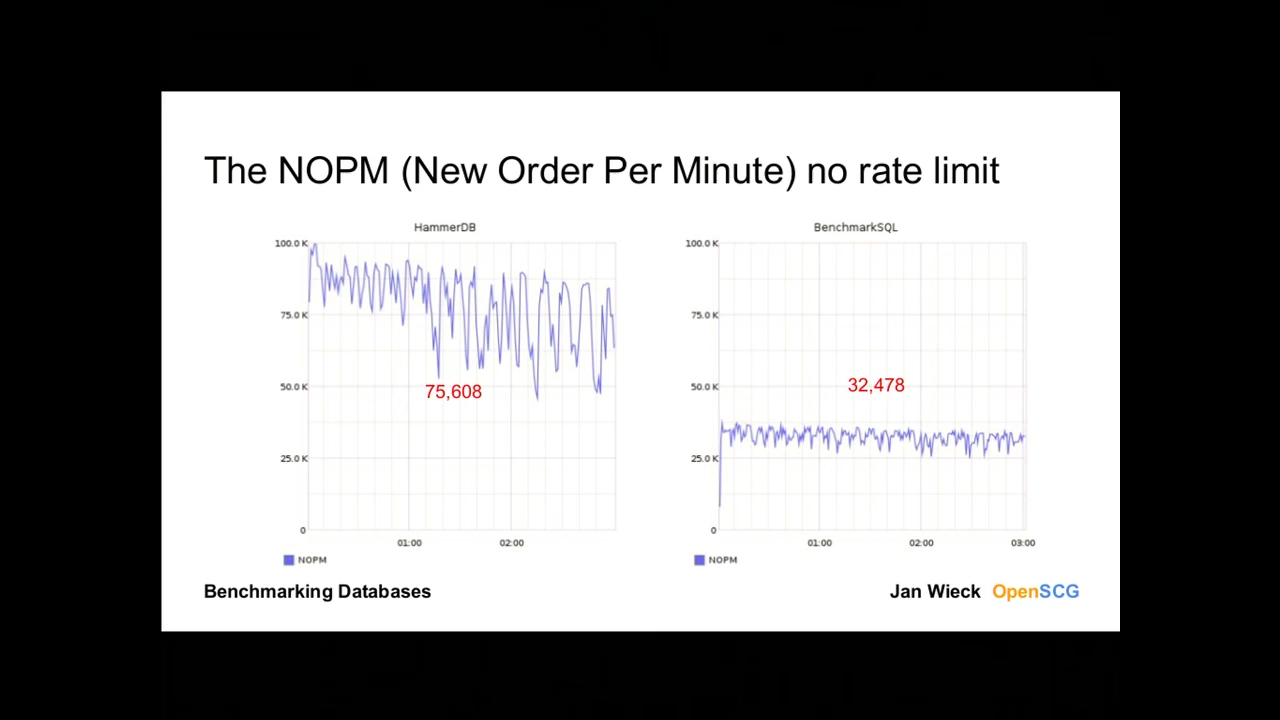 The NOPM (New Order Per Minute) no rate limit
HammerDB
100.0 K
75.0 K
50.0 K
25.0 K
0
01:00
02:00
75,608
NOPM
BenchmarkSQL
100.0 K
75.0 K
50.0 K
25.0 K
0
01:00
02:00
03:00
32,478
NOPM
Benchmarking Databases
Jan Wieck OpenSCG